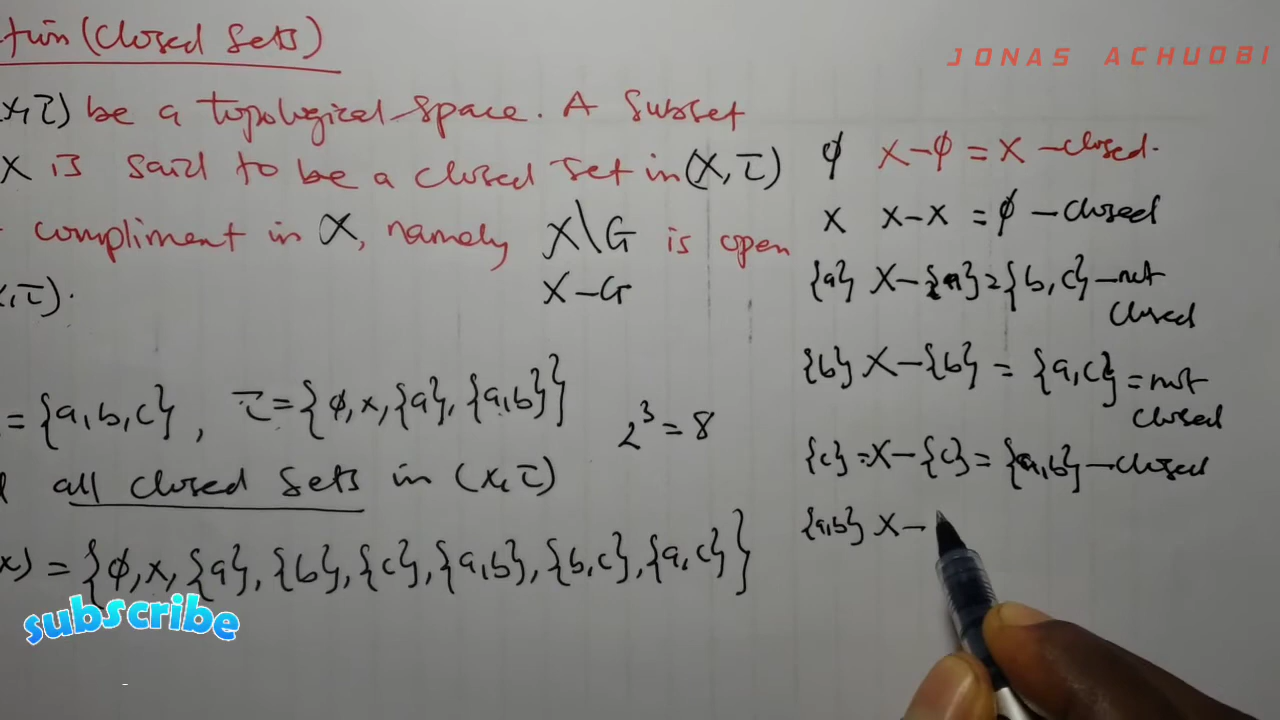 tion (Closed Sets)
JONAS ACHUOBI
X,τ) be a topological space. A subset
X is said to be a closed set in (X,τ)
compliment in X, namely X\G is open
X-G
X,τ).
= {a,b,c}, τ={ϕ,x,{a},{a,b}}
2³=8
all closed sets in (x,τ)
x) = {ϕ,x,{a},{b},{c},{a,b},{b,c},{a,c}}
subscribe
ϕ X-ϕ = X -closed.
X X-X = ϕ -closed
{a} X-{a}={b,c}-not
closed
{b} X-{b} = {a,c}=not
closed
{c}=X-{c}={a,b}-closed
{a,b} X-